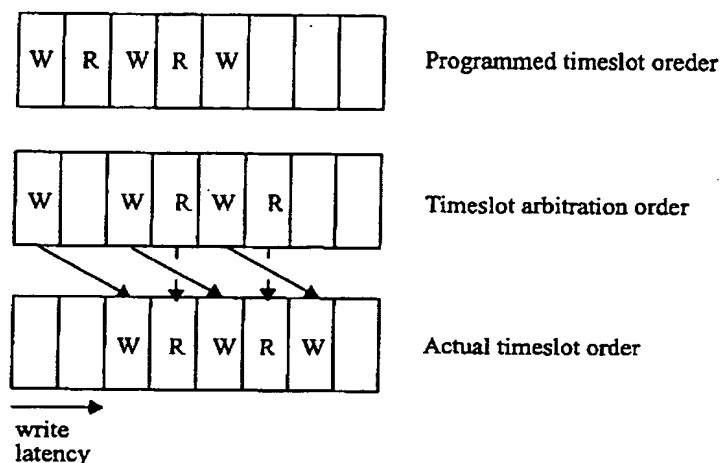 W R W R W
Programmed timeslot oreder
W W R W R
Timeslot arbitration order
W R W R W
Actual timeslot order
write
latency